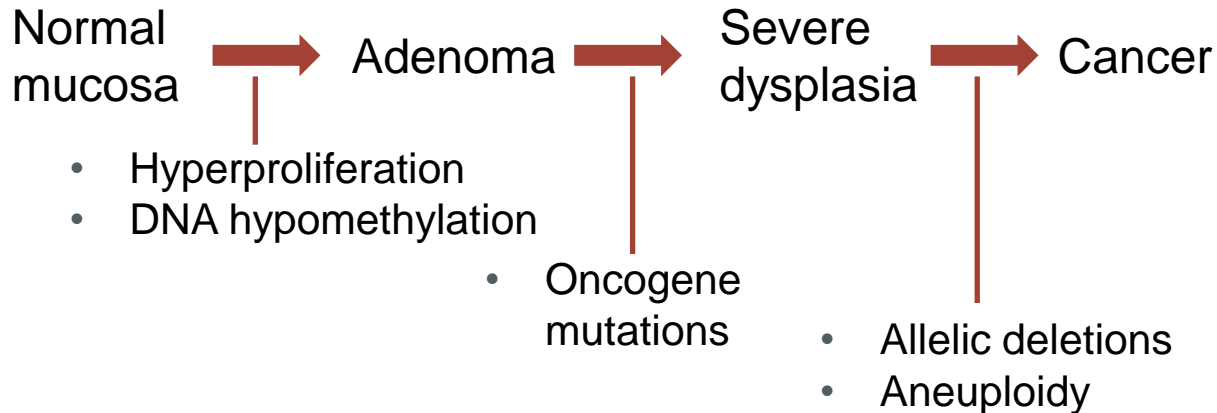 Normal
mucosa
Adenoma
Severe
dysplasia
Cancer
• Hyperproliferation
• DNA hypomethylation
• Oncogene
mutations
• Allelic deletions
• Aneuploidy